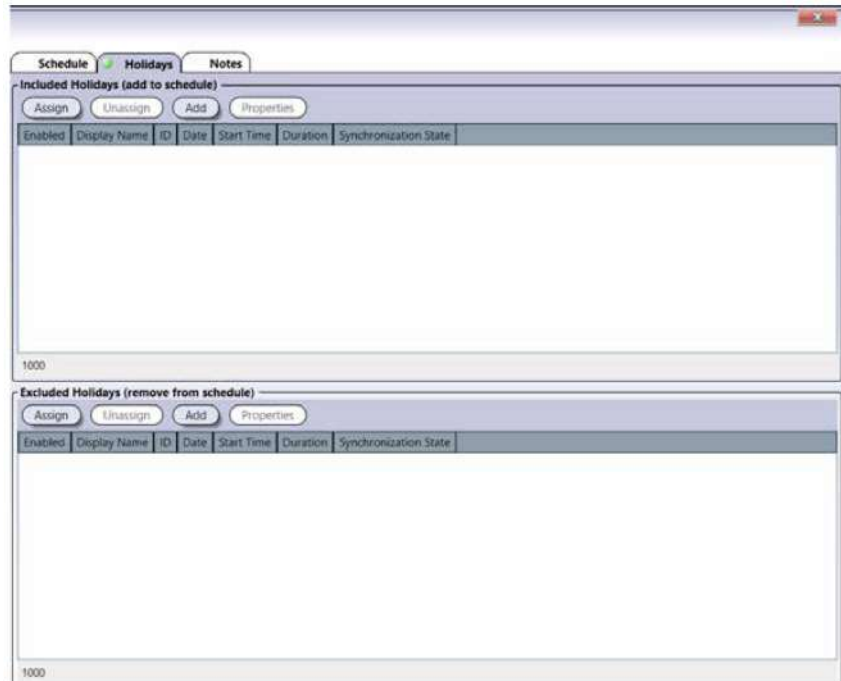 Schedule Holidays Notes
Included Holidays (add to schedule)
Assign Unassign Add Properties
Enabled Display Name ID Date Start Time Duration Synchronization State
1000
Excluded Holidays (remove from schedule)
Assign Unassign Add Properties
Enabled Display Name ID Date Start Time Duration Synchronization State
1000